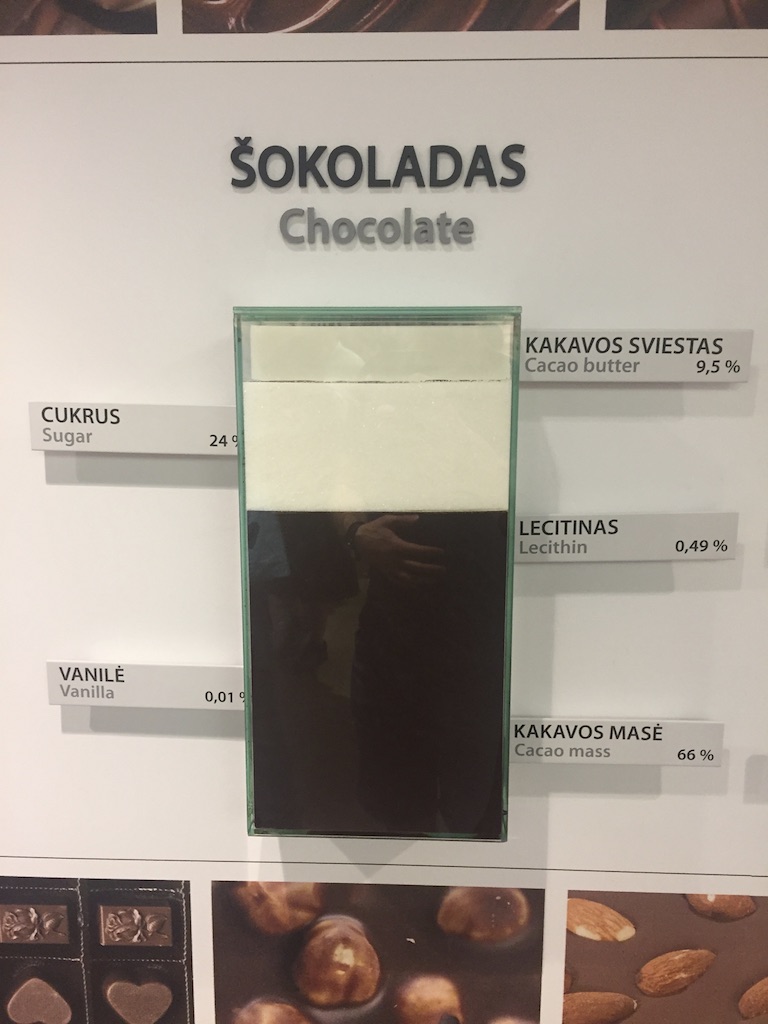 ŠOKOLADAS
Chocolate
KAKAVOS SVIESTAS
Cacao butter 9,5 %
CUKRUS
Sugar 24 %
LECITINAS
Lecithin 0,49 %
VANILĖ
Vanilla 0,01 %
KAKAVOS MASĖ
Cacao mass 66 %